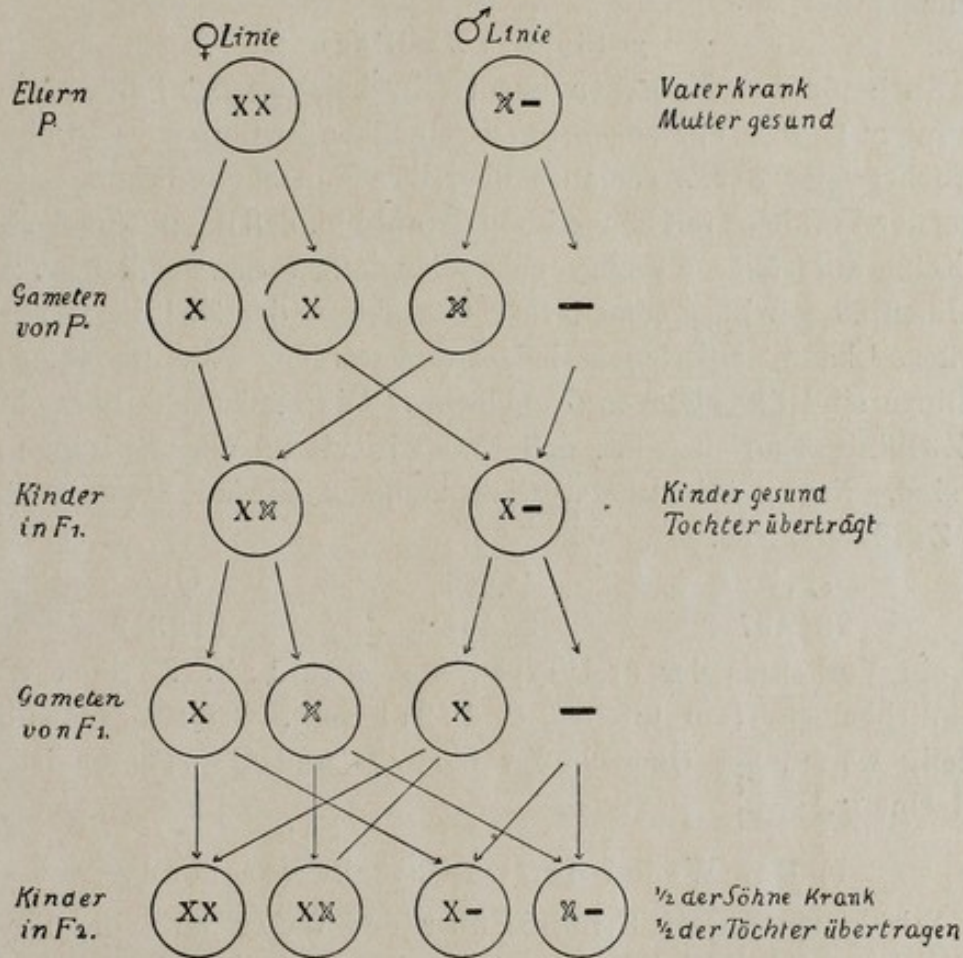 ♀Linie ♂Linie
Eltern
P.
XX X–
Vater krank
Mutter gesund
Gameten
von P.
X X X –
Kinder
in F1.
XX X–
Kinder gesund
Tochter überträgt
Gameten
von F1.
X X X –
Kinder
in F2.
XX XX X– X–
½ der Söhne Krank
½ der Töchter übertragen